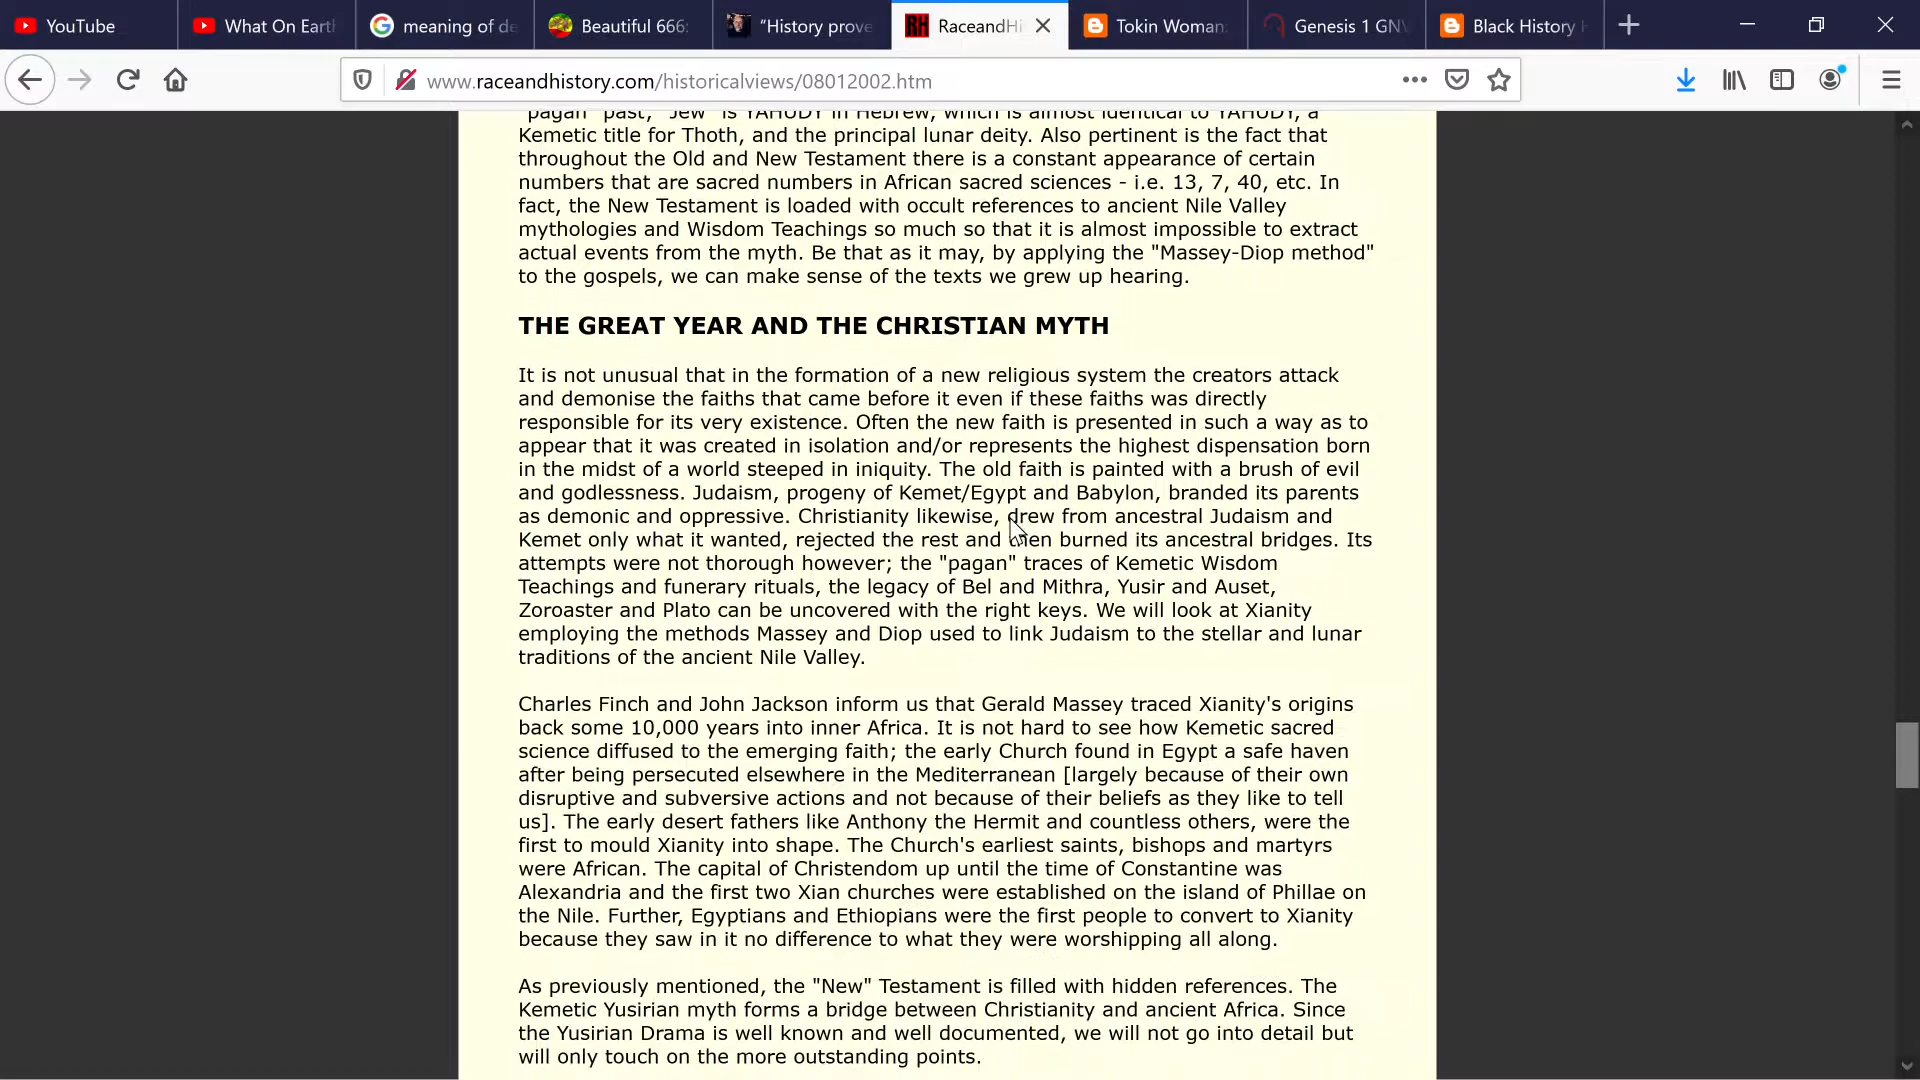 YouTube
What On Eart
meaning of de
Beautiful 666:
"History prove
RaceandHi
Tokin Woman:
Genesis 1 GN
Black History
www.raceandhistory.com/historicalviews/08012002.htm
"pagan" past, "Jew" is YAHUDY in Hebrew, which is almost identical to YAHUDY, a
Kemetic title for Thoth, and the principal lunar deity. Also pertinent is the fact that
throughout the Old and New Testament there is a constant appearance of certain
numbers that are sacred numbers in African sacred sciences - i.e. 13, 7, 40, etc. In
fact, the New Testament is loaded with occult references to ancient Nile Valley
mythologies and Wisdom Teachings so much so that it is almost impossible to extract
actual events from the myth. Be that as it may, by applying the "Massey-Diop method"
to the gospels, we can make sense of the texts we grew up hearing.
THE GREAT YEAR AND THE CHRISTIAN MYTH
It is not unusual that in the formation of a new religious system the creators attack
and demonise the faiths that came before it even if these faiths was directly
responsible for its very existence. Often the new faith is presented in such a way as to
appear that it was created in isolation and/or represents the highest dispensation born
in the midst of a world steeped in iniquity. The old faith is painted with a brush of evil
and godlessness. Judaism, progeny of Kemet/Egypt and Babylon, branded its parents
as demonic and oppressive. Christianity likewise, drew from ancestral Judaism and
Kemet only what it wanted, rejected the rest and then burned its ancestral bridges. Its
attempts were not thorough however; the "pagan" traces of Kemetic Wisdom
Teachings and funerary rituals, the legacy of Bel and Mithra, Yusir and Auset,
Zoroaster and Plato can be uncovered with the right keys. We will look at Xianity
employing the methods Massey and Diop used to link Judaism to the stellar and lunar
traditions of the ancient Nile Valley.
Charles Finch and John Jackson inform us that Gerald Massey traced Xianity's origins
back some 10,000 years into inner Africa. It is not hard to see how Kemetic sacred
science diffused to the emerging faith; the early Church found in Egypt a safe haven
after being persecuted elsewhere in the Mediterranean [largely because of their own
disruptive and subversive actions and not because of their beliefs as they like to tell
us]. The early desert fathers like Anthony the Hermit and countless others, were the
first to mould Xianity into shape. The Church's earliest saints, bishops and martyrs
were African. The capital of Christendom up until the time of Constantine was
Alexandria and the first two Xian churches were established on the island of Phillae on
the Nile. Further, Egyptians and Ethiopians were the first people to convert to Xianity
because they saw in it no difference to what they were worshipping all along.
As previously mentioned, the "New" Testament is filled with hidden references. The
Kemetic Yusirian myth forms a bridge between Christianity and ancient Africa. Since
the Yusirian Drama is well known and well documented, we will not go into detail but
will only touch on the more outstanding points.